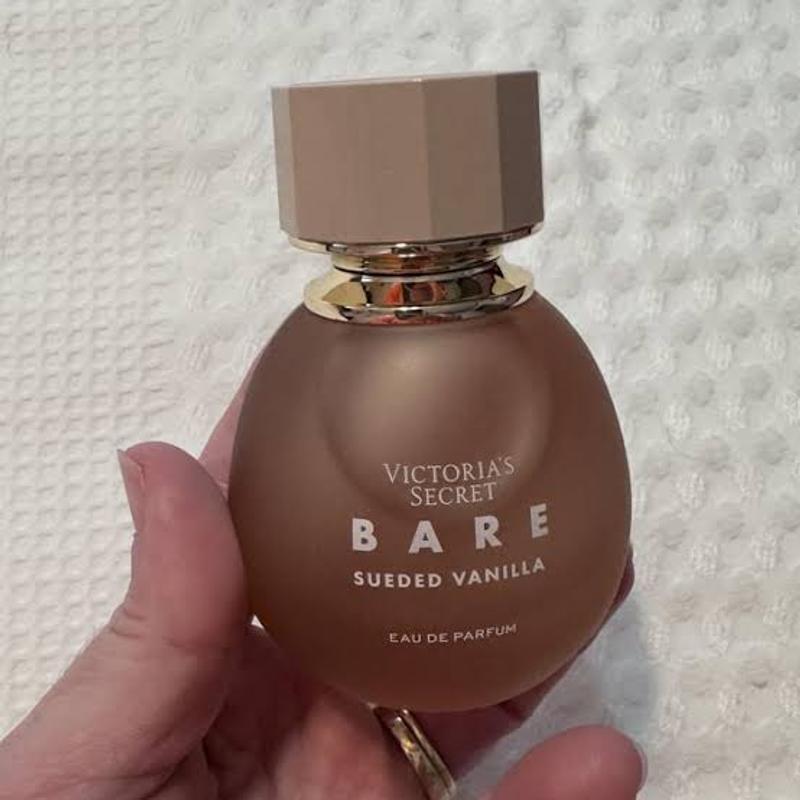 VICTORIA'S
SECRET
BARE
SUEDED VANILLA
EAU DE PARFUM